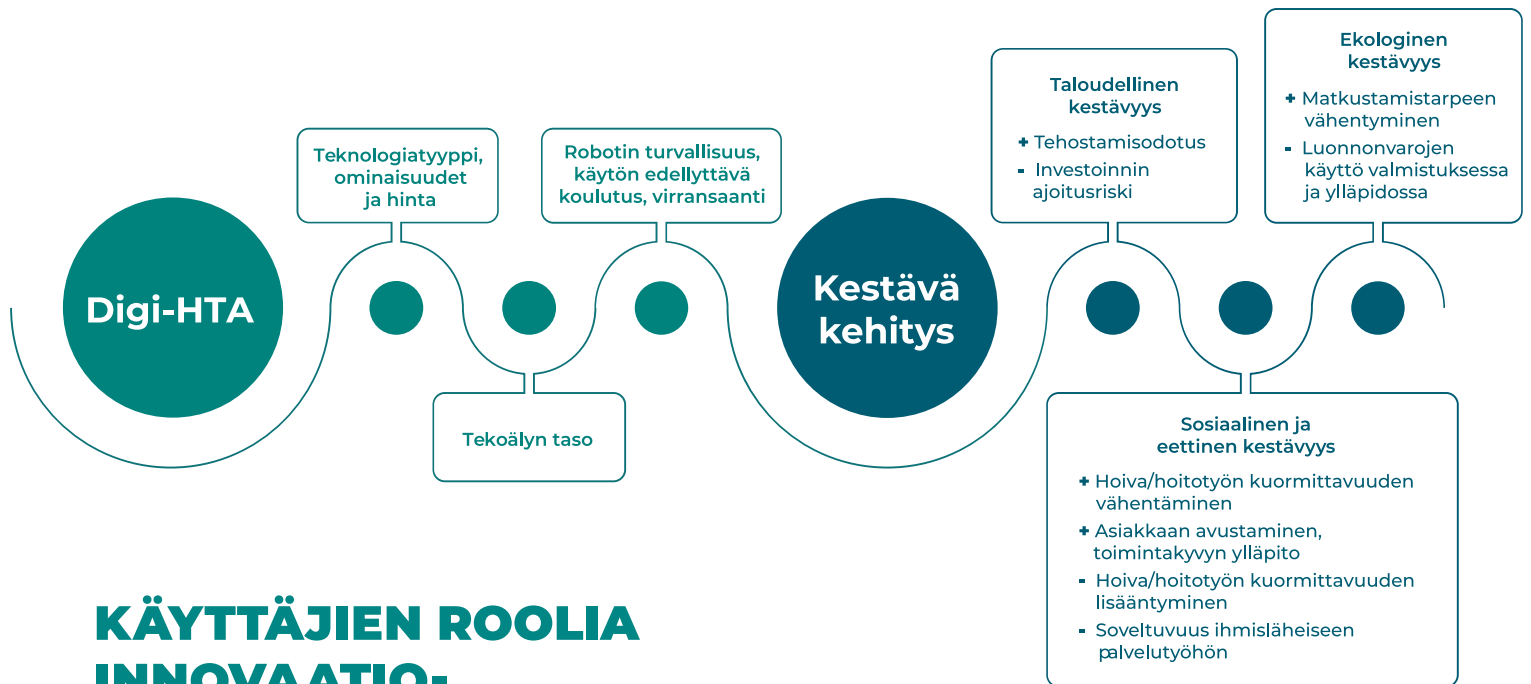 Digi-HTA
Teknologiatyyppi,
ominaisuudet
ja hinta
Tekoälyn taso
Robotin turvallisuus,
käytön edellyttävä
koulutus, virransaanti
Kestävä
kehitys
Taloudellinen
kestävyys
+ Tehostamisodotus
- Investoinnin
ajoitusriski
Sosiaalinen ja
eettinen kestävyys
+ Hoiva/hoitotyön kuormittavuuden
vähentäminen
+ Asiakkaan avustaminen,
toimintakyvyn ylläpito
- Hoiva/hoitotyön kuormittavuuden
lisääntyminen
- Soveltuvuus ihmisläheiseen
palvelutyöhön
Ekologinen
kestävyys
+ Matkustamistarpeen
vähentyminen
- Luonnonvarojen
käyttö valmistuksessa
ja ylläpidossa
KÄYTTÄJIEN ROOLIA
INNOVAATIO-